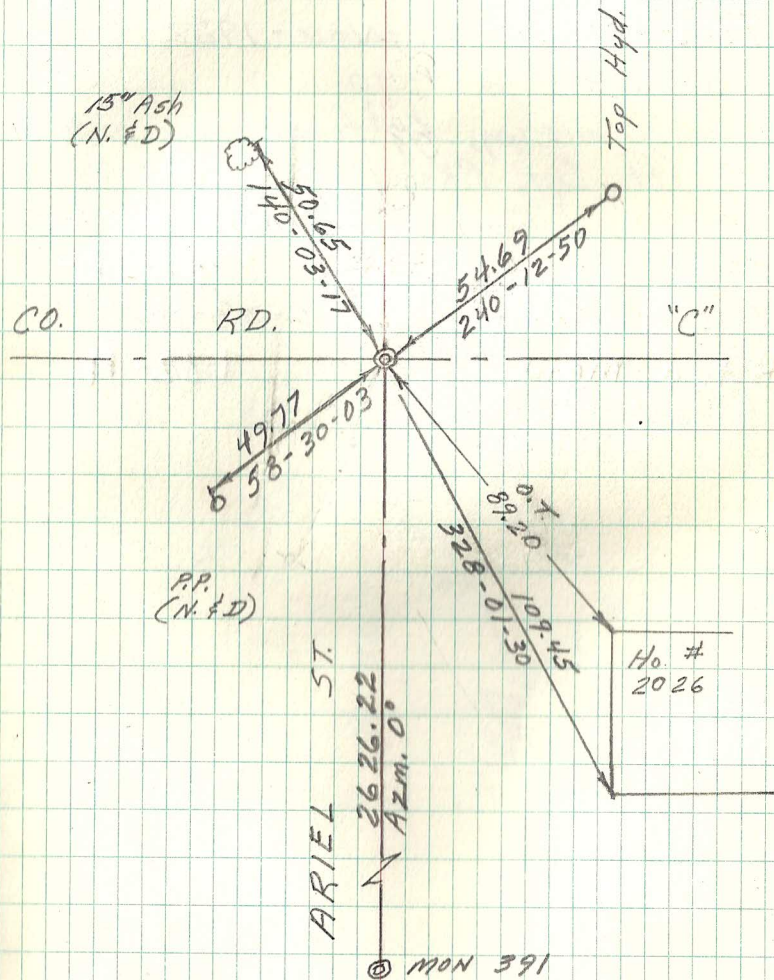 Top Hyd.
15" Ash
(N. & D)
50.65
140-03-17
54.69
240-12-50
CO. RD. "C"
49.77
58-30-03
O.T.
89.20
328-01-30
109.45
P.P.
(N. & D)
Ho. #
2026
ARIEL ST.
2626.22
Azm. 0°
MON 391